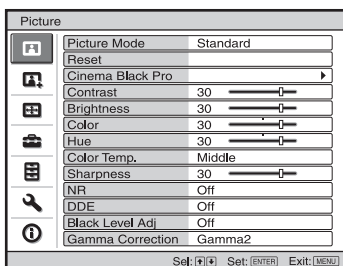 Picture
Picture Mode Standard
Reset
Cinema Black Pro
Contrast 30
Brightness 30
Color 30
Hue 30
Color Temp. Middle
Sharpness 30
NR Off
DDE Off
Black Level Adj Off
Gamma Correction Gamma2
Sel: Set: ENTER Exit: MENU